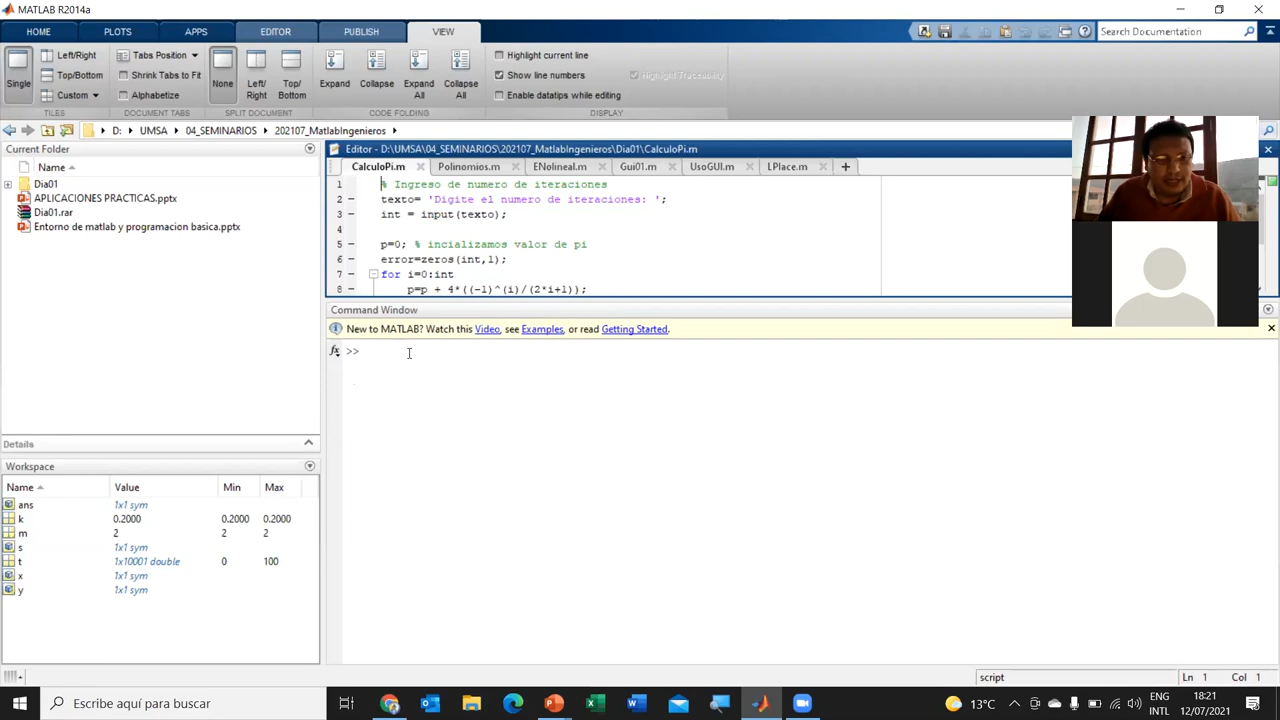 MATLAB R2014a
HOME PLOTS APPS EDITOR PUBLISH VIEW
Search Documentation
Single Left/Right Top/Bottom Custom
Tabs Position Shrink Tabs to Fit Alphabetize
None Left/Right Top/Bottom
Expand Collapse Expand All Collapse All
Highlight current line Show line numbers Enable datatips while editing
Highlight Traceability
TILES DOCUMENT TABS SPLIT DOCUMENT CODE FOLDING DISPLAY
D: UMSA 04_SEMINARIOS 202107_MatlabIngenieros
Current Folder
Name
Dia01
APLICACIONES PRACTICAS.pptx
Dia01.rar
Entorno de matlab y programacion basica.pptx
Details
Workspace
Name Value Min Max
ans 1x1 sym
k 0.2000 0.2000 0.2000
m 2 2 2
s 1x1 sym
t 1x10001 double 0 100
x 1x1 sym
y 1x1 sym
Editor - D:\UMSA\04_SEMINARIOS\202107_MatlabIngenieros\Dia01\CalculoPi.m
CalculoPi.m Polinomios.m ENolineal.m Gui01.m UsoGUI.m LPlace.m
1 % Ingreso de numero de iteraciones
2 texto= 'Digite el numero de iteraciones: ';
3 int = input(texto);
4
5 p=0; % incializamos valor de pi
6 error=zeros(int,1);
7 for i=0:int
8 p=p + 4*((-1)^(i)/(2*i+1));
Command Window
New to MATLAB? Watch this Video, see Examples, or read Getting Started.
fx >>
script Ln 1 Col 1
Escribe aquí para buscar
13°C
ENG
INTL
18:21
12/07/2021